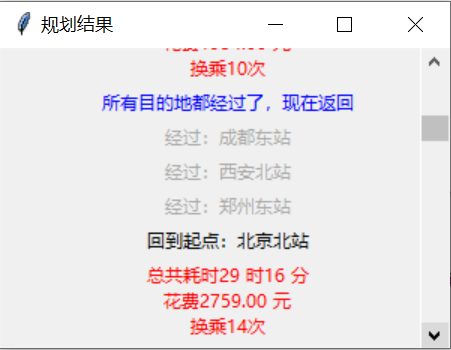 规划结果
换乘10次
所有目的地都经过了，现在返回
经过：成都东站
经过：西安北站
经过：郑州东站
回到起点：北京北站
总共耗时29 时16 分
花费2759.00 元
换乘14次